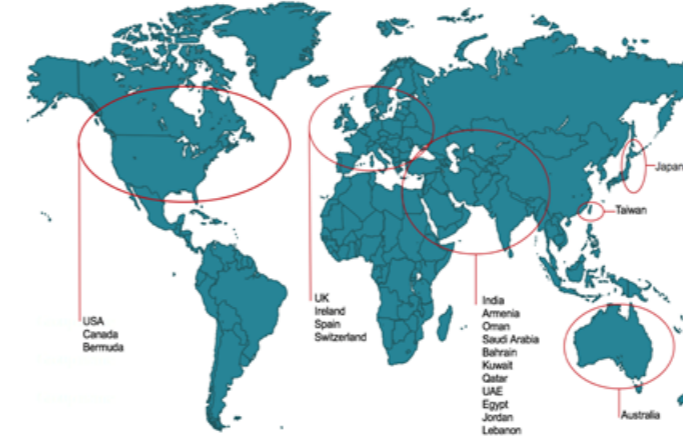 Japan
Taiwan
USA
Canada
Bermuda
UK
Ireland
Spain
Switzerland
India
Armenia
Oman
Saudi Arabia
Bahrain
Kuwait
Qatar
UAE
Egypt
Jordan
Lebanon
Australia